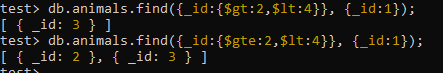 test> db.animals.find({_id:{$gt:2,$lt:4}}, {_id:1});
[ { _id: 3 } ]
test> db.animals.find({_id:{$gte:2,$lt:4}}, {_id:1});
[ { _id: 2 }, { _id: 3 } ]
test>